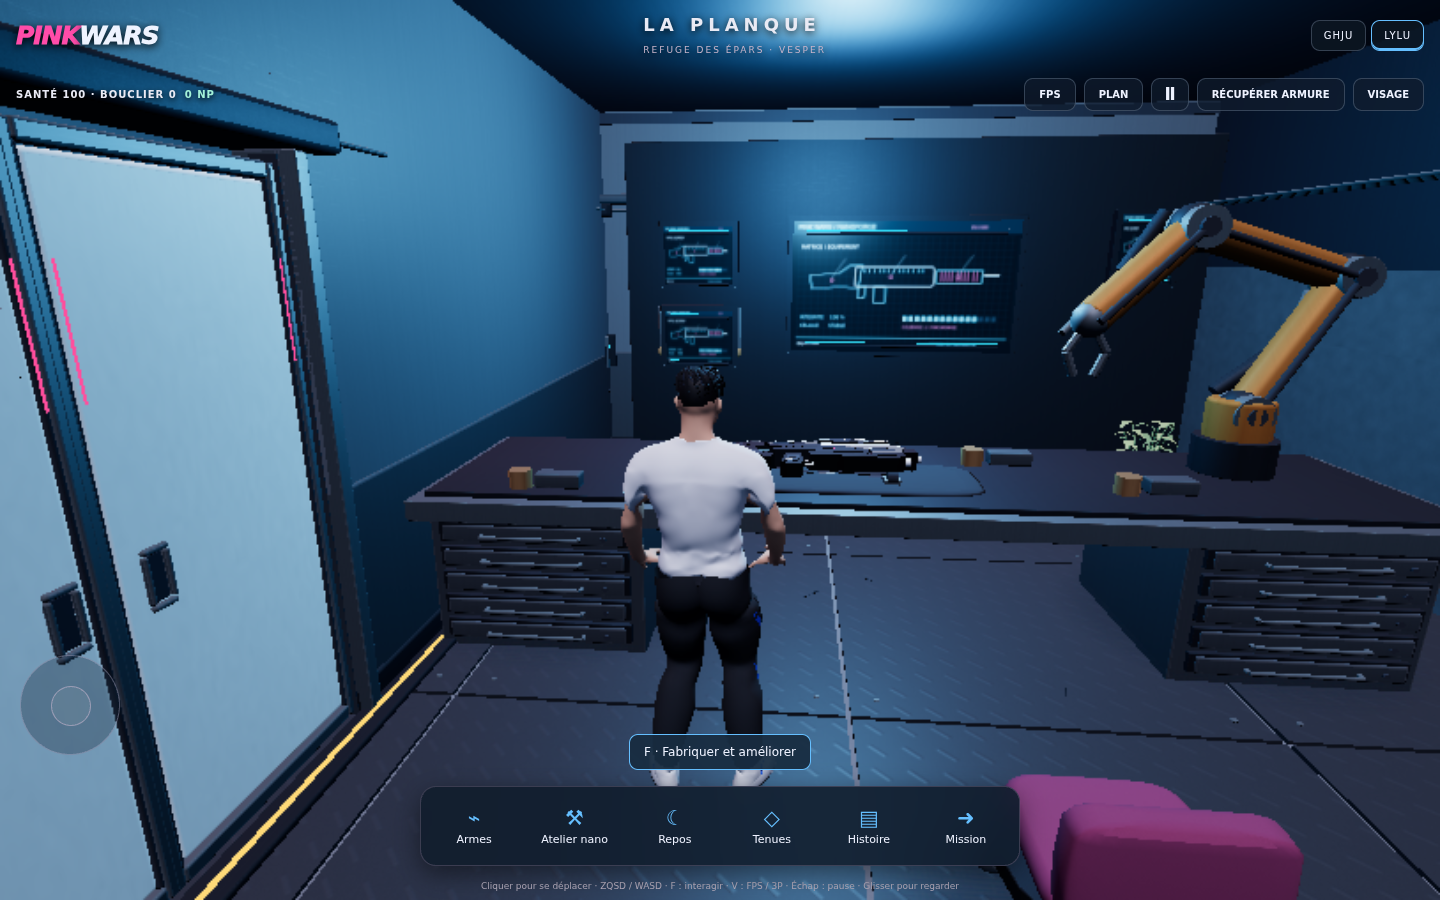 PINKWARS
LA PLANQUE
REFUGE DES ÉPARS · VESPER
GHJU
LYLU
SANTÉ 100 · BOUCLIER 0 0 NP
FPS
PLAN
RÉCUPÉRER ARMURE
VISAGE
F · Fabriquer et améliorer
Armes
Atelier nano
Repos
Tenues
Histoire
Mission
Cliquer pour se déplacer · ZQSD / WASD · F : interagir · V : FPS / 3P · Échap : pause · Glisser pour regarder